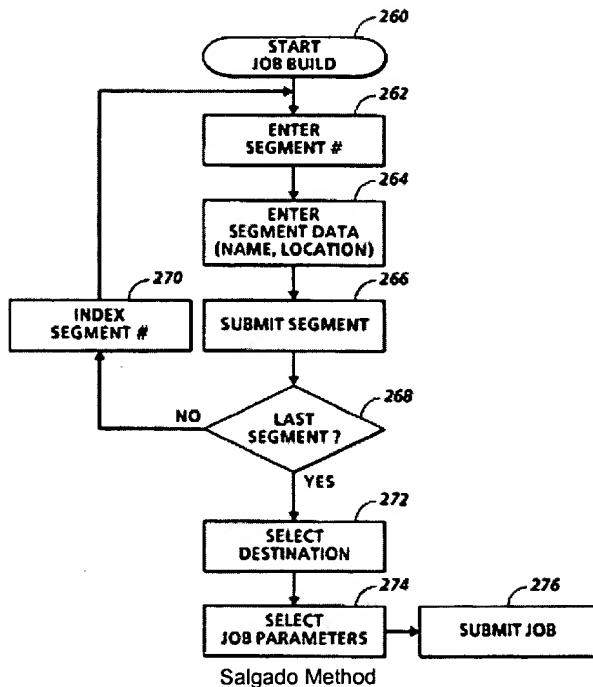 260
START
JOB BUILD
262
ENTER
SEGMENT #
264
ENTER
SEGMENT DATA
(NAME, LOCATION)
270
INDEX
SEGMENT #
266
SUBMIT SEGMENT
268
NO
LAST
SEGMENT ?
YES
272
SELECT
DESTINATION
274
SELECT
JOB PARAMETERS
276
SUBMIT JOB
Salgado Method